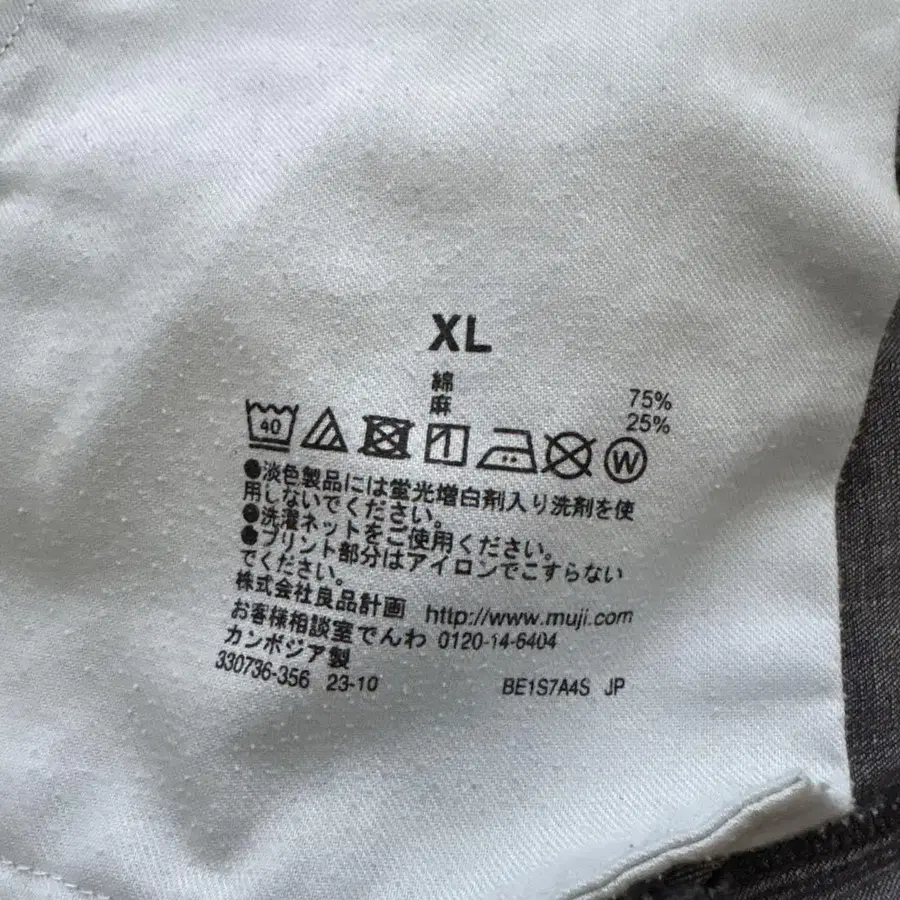 XL
綿 75%
麻 25%
40 W
●淡色製品には蛍光増白剤入り洗剤を使
用しないでください。
●洗濯ネットをご使用ください。
●プリント部分はアイロンでこすらない
でください。
株式会社良品計画 http://www.muji.com
お客様相談室でんわ 0120-14-6404
カンボジア製
330736-356 23-10 BE1S7A4S JP